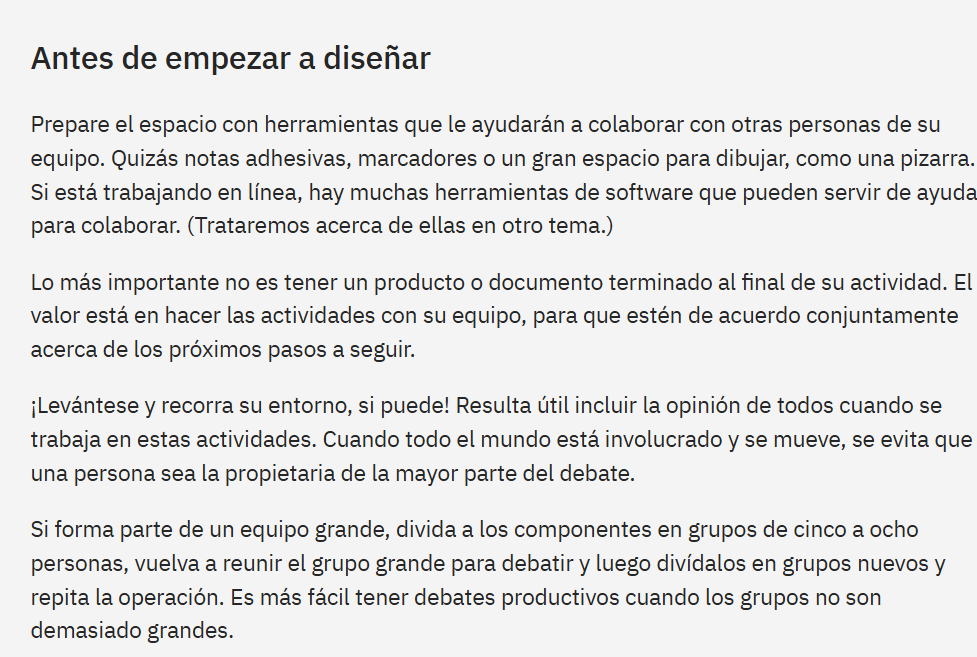 Antes de empezar a diseñar
Prepare el espacio con herramientas que le ayudarán a colaborar con otras personas de su
equipo. Quizás notas adhesivas, marcadores o un gran espacio para dibujar, como una pizarra.
Si está trabajando en línea, hay muchas herramientas de software que pueden servir de ayuda
para colaborar. (Trataremos acerca de ellas en otro tema.)
Lo más importante no es tener un producto o documento terminado al final de su actividad. El
valor está en hacer las actividades con su equipo, para que estén de acuerdo conjuntamente
acerca de los próximos pasos a seguir.
¡Levántese y recorra su entorno, si puede! Resulta útil incluir la opinión de todos cuando se
trabaja en estas actividades. Cuando todo el mundo está involucrado y se mueve, se evita que
una persona sea la propietaria de la mayor parte del debate.
Si forma parte de un equipo grande, divida a los componentes en grupos de cinco a ocho
personas, vuelva a reunir el grupo grande para debatir y luego divídalos en grupos nuevos y
repita la operación. Es más fácil tener debates productivos cuando los grupos no son
demasiado grandes.